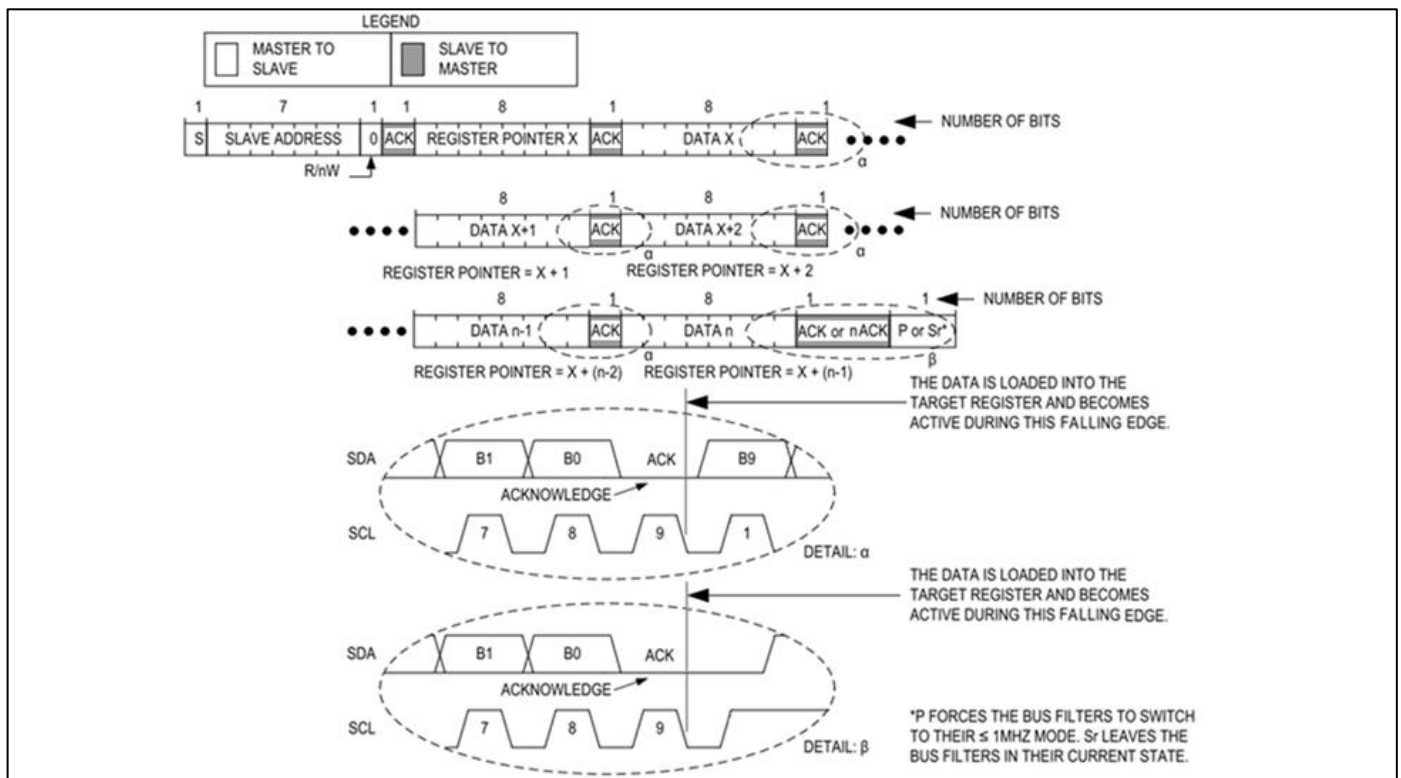 LEGEND
MASTER TO
SLAVE
SLAVE TO
MASTER
1 7 1 1 8 1 8 1
NUMBER OF BITS
S SLAVE ADDRESS 0 ACK REGISTER POINTER X ACK DATA X ACK
α
R/nW
8 1 8 1
NUMBER OF BITS
DATA X+1 ACK DATA X+2 ACK
α α
REGISTER POINTER = X + 1 REGISTER POINTER = X + 2
8 1 8 1 1
NUMBER OF BITS
DATA n-1 ACK DATA n ACK or nACK P or Sr*
α β
REGISTER POINTER = X + (n-2) REGISTER POINTER = X + (n-1)
THE DATA IS LOADED INTO THE
TARGET REGISTER AND BECOMES
ACTIVE DURING THIS FALLING EDGE.
SDA B1 B0 ACK B9
ACKNOWLEDGE
SCL 7 8 9 1
DETAIL: α
THE DATA IS LOADED INTO THE
TARGET REGISTER AND BECOMES
ACTIVE DURING THIS FALLING EDGE.
SDA B1 B0 ACK
ACKNOWLEDGE
SCL 7 8 9
DETAIL: β
*P FORCES THE BUS FILTERS TO SWITCH
TO THEIR ≤ 1MHZ MODE. Sr LEAVES THE
BUS FILTERS IN THEIR CURRENT STATE.